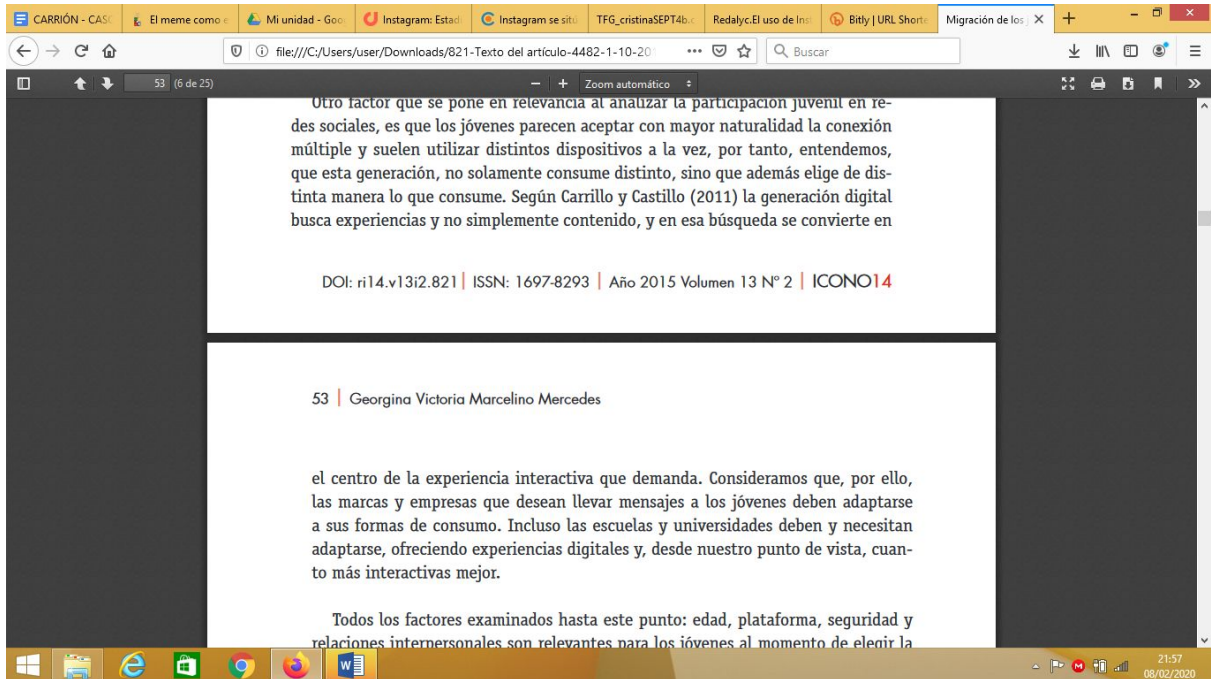 CARRIÓN - CASC
El meme como e
Mi unidad - Goo
Instagram: Estadí
Instagram se sitú
TFG_cristinaSEPT4b.c
Redalyc.El uso de Inst
Bitly | URL Shorte
Migración de los j
file:///C:/Users/user/Downloads/821-Texto del artículo-4482-1-10-201
Buscar
53 (6 de 25)
Zoom automático
Otro factor que se pone en relevancia al analizar la participación juvenil en re-
des sociales, es que los jóvenes parecen aceptar con mayor naturalidad la conexión
múltiple y suelen utilizar distintos dispositivos a la vez, por tanto, entendemos,
que esta generación, no solamente consume distinto, sino que además elige de dis-
tinta manera lo que consume. Según Carrillo y Castillo (2011) la generación digital
busca experiencias y no simplemente contenido, y en esa búsqueda se convierte en
DOI: ri14.v13i2.821 | ISSN: 1697-8293 | Año 2015 Volumen 13 Nº 2 | ICONO14
53 | Georgina Victoria Marcelino Mercedes
el centro de la experiencia interactiva que demanda. Consideramos que, por ello,
las marcas y empresas que desean llevar mensajes a los jóvenes deben adaptarse
a sus formas de consumo. Incluso las escuelas y universidades deben y necesitan
adaptarse, ofreciendo experiencias digitales y, desde nuestro punto de vista, cuan-
to más interactivas mejor.
Todos los factores examinados hasta este punto: edad, plataforma, seguridad y
relaciones interpersonales son relevantes para los jóvenes al momento de elegir la
21:57
08/02/2020